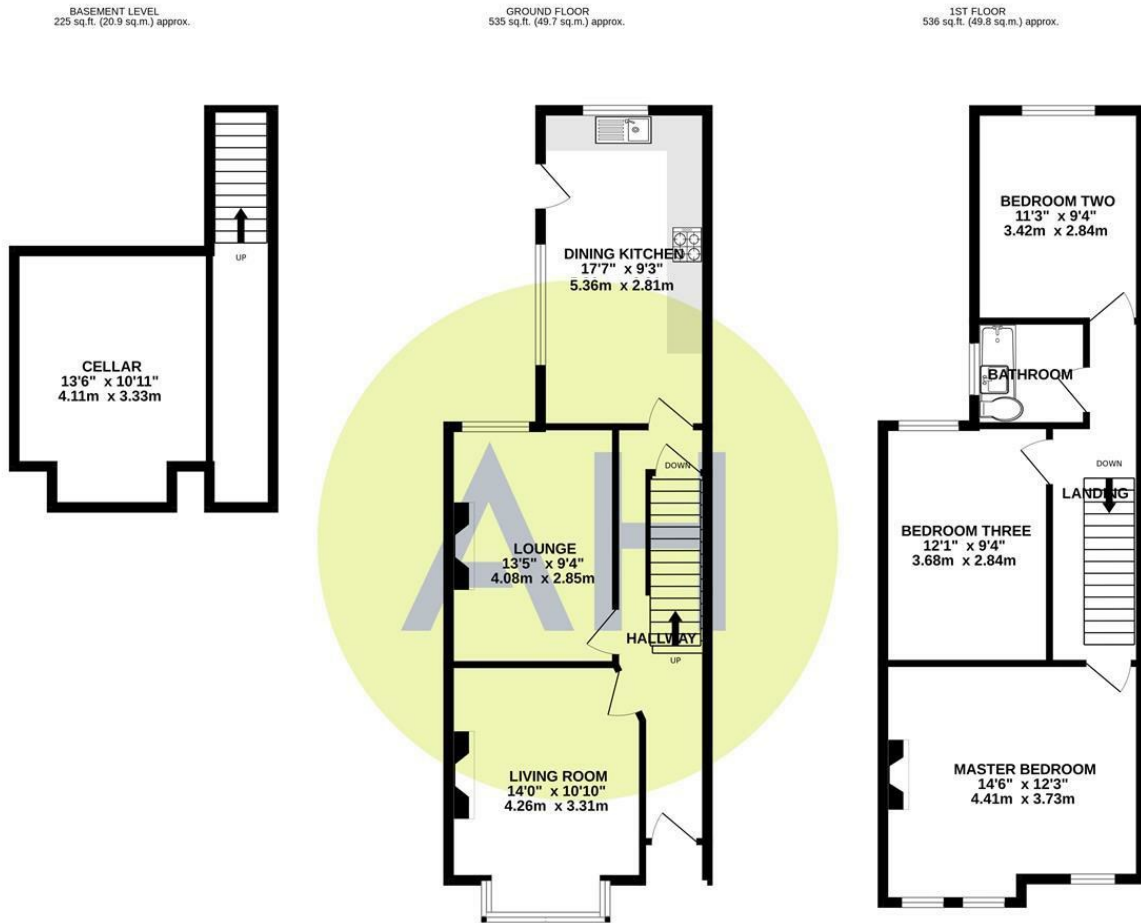 BASEMENT LEVEL
225 sq.ft. (20.9 sq.m.) approx.
GROUND FLOOR
535 sq.ft. (49.7 sq.m.) approx.
1ST FLOOR
536 sq.ft. (49.8 sq.m.) approx.
UP
CELLAR
13'6" x 10'11"
4.11m x 3.33m
DINING KITCHEN
17'7" x 9'3"
5.36m x 2.81m
AH
DOWN
LOUNGE
13'5" x 9'4"
4.08m x 2.85m
HALLWAY
UP
LIVING ROOM
14'0" x 10'10"
4.26m x 3.31m
BEDROOM TWO
11'3" x 9'4"
3.42m x 2.84m
BATHROOM
DOWN
LANDING
BEDROOM THREE
12'1" x 9'4"
3.68m x 2.84m
MASTER BEDROOM
14'6" x 12'3"
4.41m x 3.73m